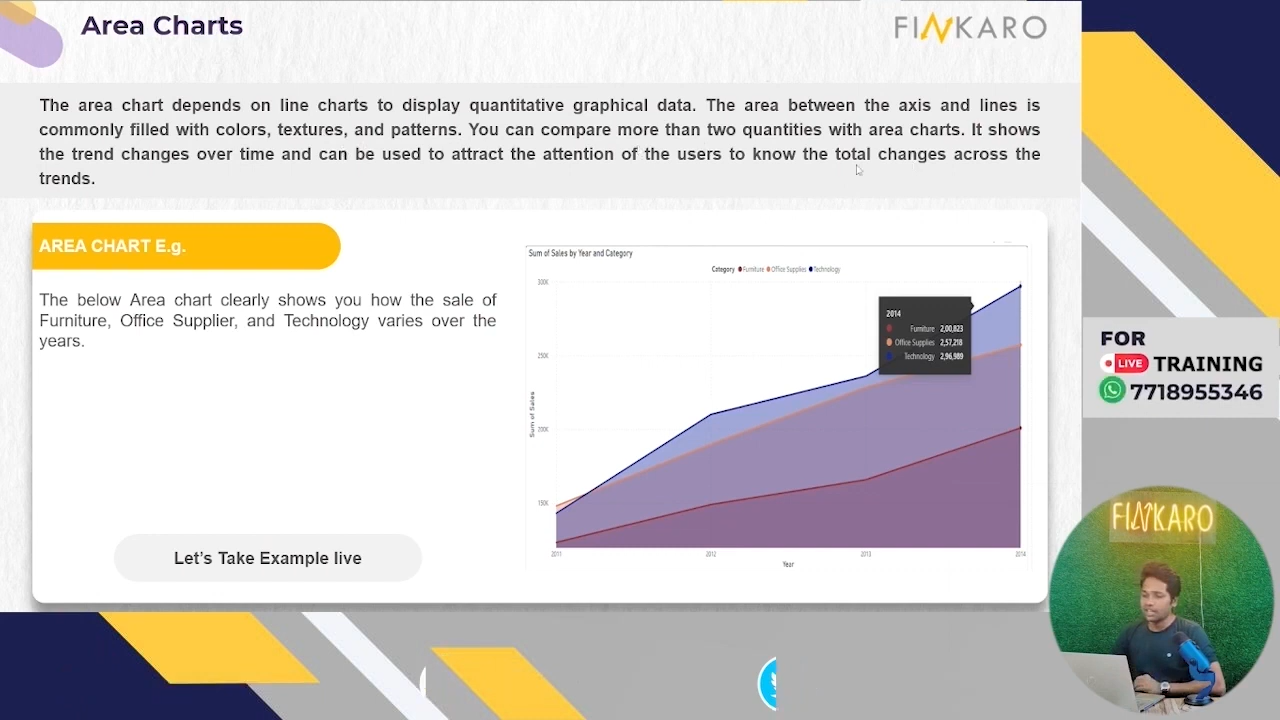 Area Charts
FINKARO
The area chart depends on line charts to display quantitative graphical data. The area between the axis and lines is
commonly filled with colors, textures, and patterns. You can compare more than two quantities with area charts. It shows
the trend changes over time and can be used to attract the attention of the users to know the total changes across the
trends.
AREA CHART E.g.
The below Area chart clearly shows you how the sale of
Furniture, Office Supplier, and Technology varies over the
years.
Let's Take Example live
Sum of Sales by Year and Category
Category Furniture Office Supplies Technology
300K
250K
200K
150K
Sum of Sales
2014
Furniture 2,00,823
Office Supplies 2,57,218
Technology 2,96,989
2011 2012 2013 2014
Year
FOR
LIVE TRAINING
7718955346
FINKARO